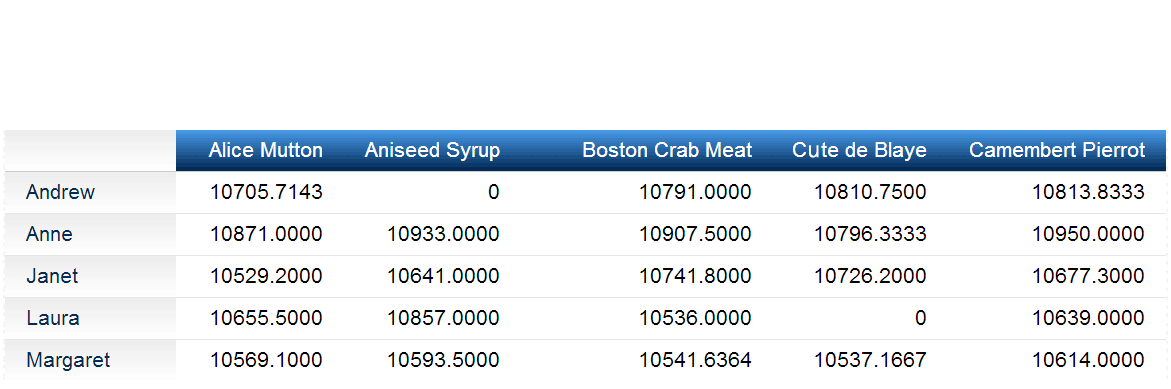 Alice Mutton Aniseed Syrup Boston Crab Meat Cute de Blaye Camembert Pierrot
Andrew 10705.7143 0 10791.0000 10810.7500 10813.8333
Anne 10871.0000 10933.0000 10907.5000 10796.3333 10950.0000
Janet 10529.2000 10641.0000 10741.8000 10726.2000 10677.3000
Laura 10655.5000 10857.0000 10536.0000 0 10639.0000
Margaret 10569.1000 10593.5000 10541.6364 10537.1667 10614.0000